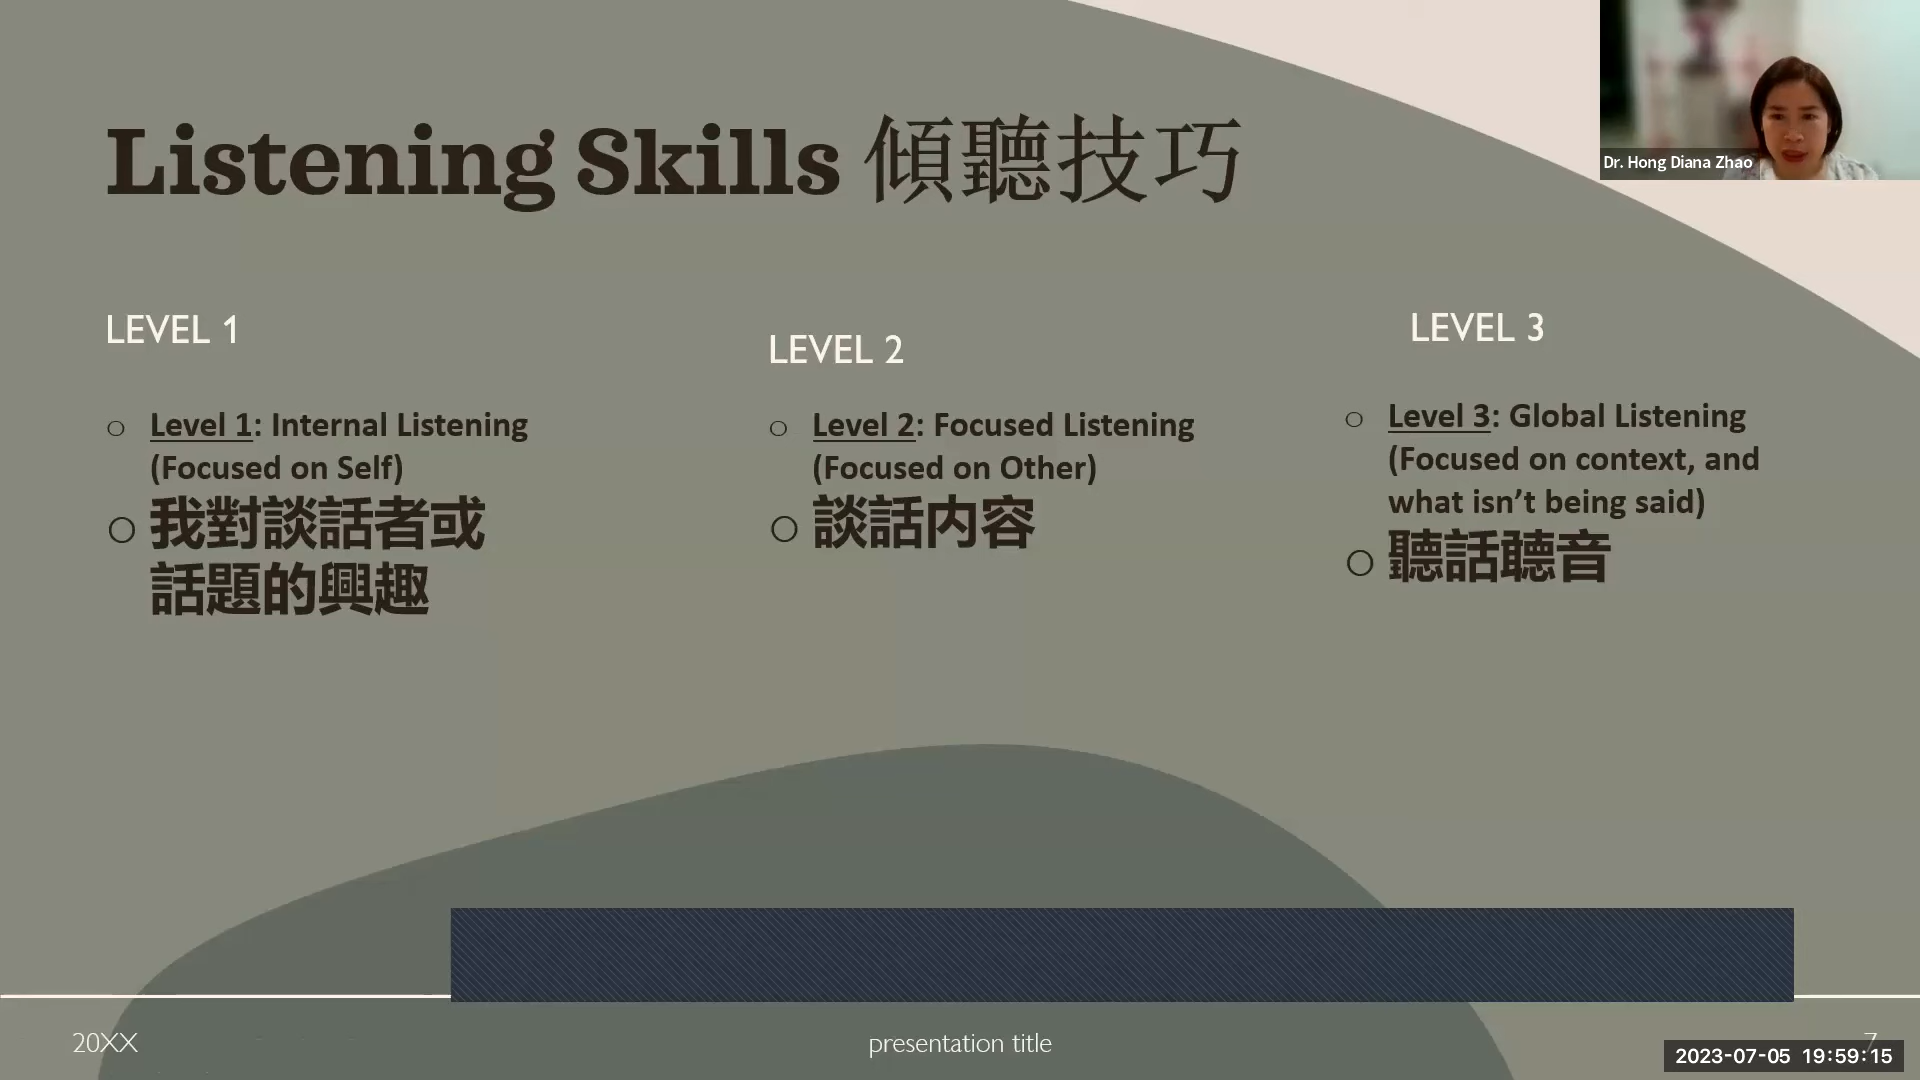 Dr. Hong Diana Zhao
Listening Skills 傾聽技巧
LEVEL 1
Level 1: Internal Listening
(Focused on Self)
我對談話者或
話題的興趣
LEVEL 2
Level 2: Focused Listening
(Focused on Other)
談話内容
LEVEL 3
Level 3: Global Listening
(Focused on context, and
what isn’t being said)
聽話聽音
20XX
presentation title
7
2023-07-05 19:59:15